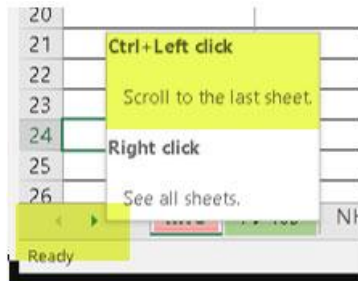 20
21
Ctrl+Left click
22
Scroll to the last sheet.
23
24
Right click
25
See all sheets.
26
NH
Ready